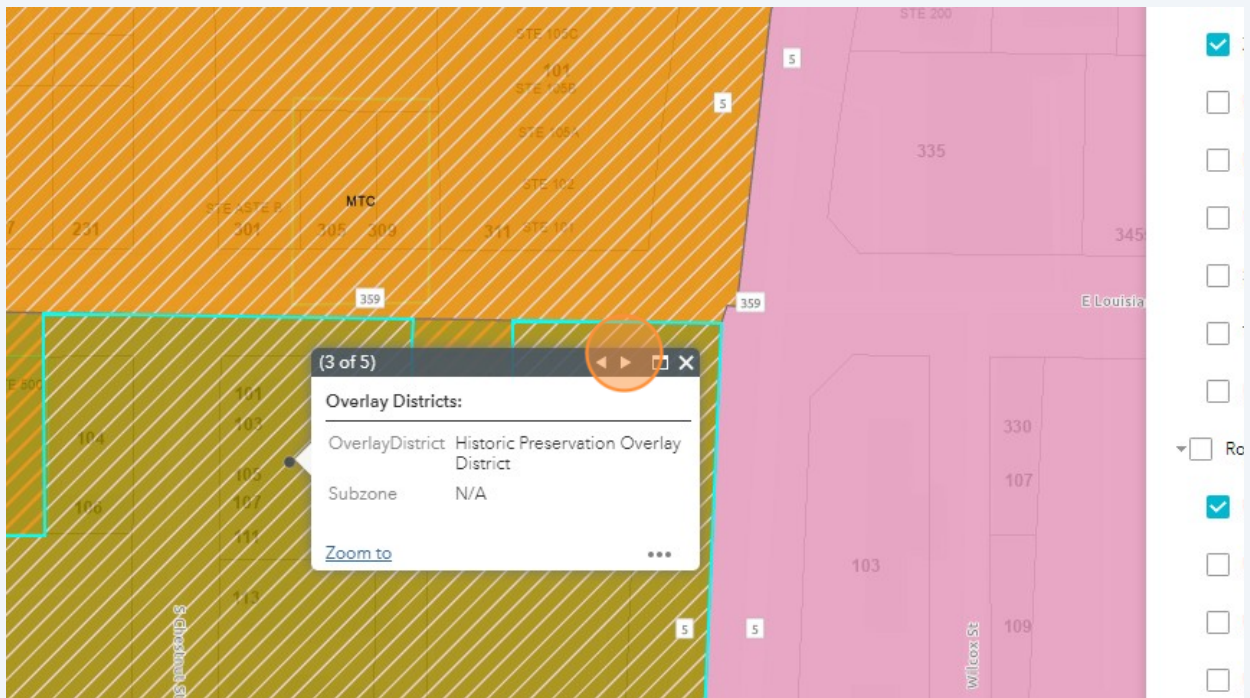 STE 200
STE 105C
101
STE 105B
5
5
STE 105A
335
STE 102
MTC
7
231
301
305
309
311
STE 101
345
359
359
E Louisia
(3 of 5)
Overlay Districts:
OverlayDistrict Historic Preservation Overlay
District
Subzone N/A
Zoom to
101
103
104
105
106
107
111
113
330
Ro
107
103
109
5
5
S Chestnut St
Wilcox St